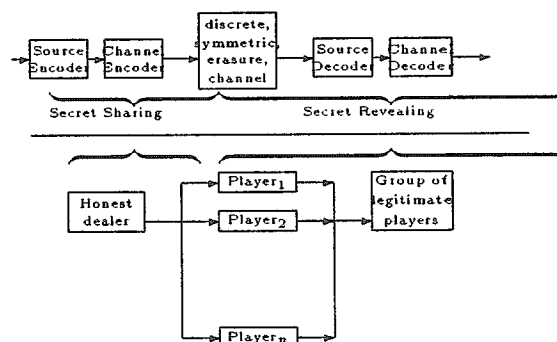 Source
Encoder
Channel
Encoder
discrete,
symmetric,
erasure,
channel
Source
Decoder
Channel
Decoder
Secret Sharing
Secret Revealing
Honest
dealer
Player1
Player2
Playern
Group of
legitimate
players